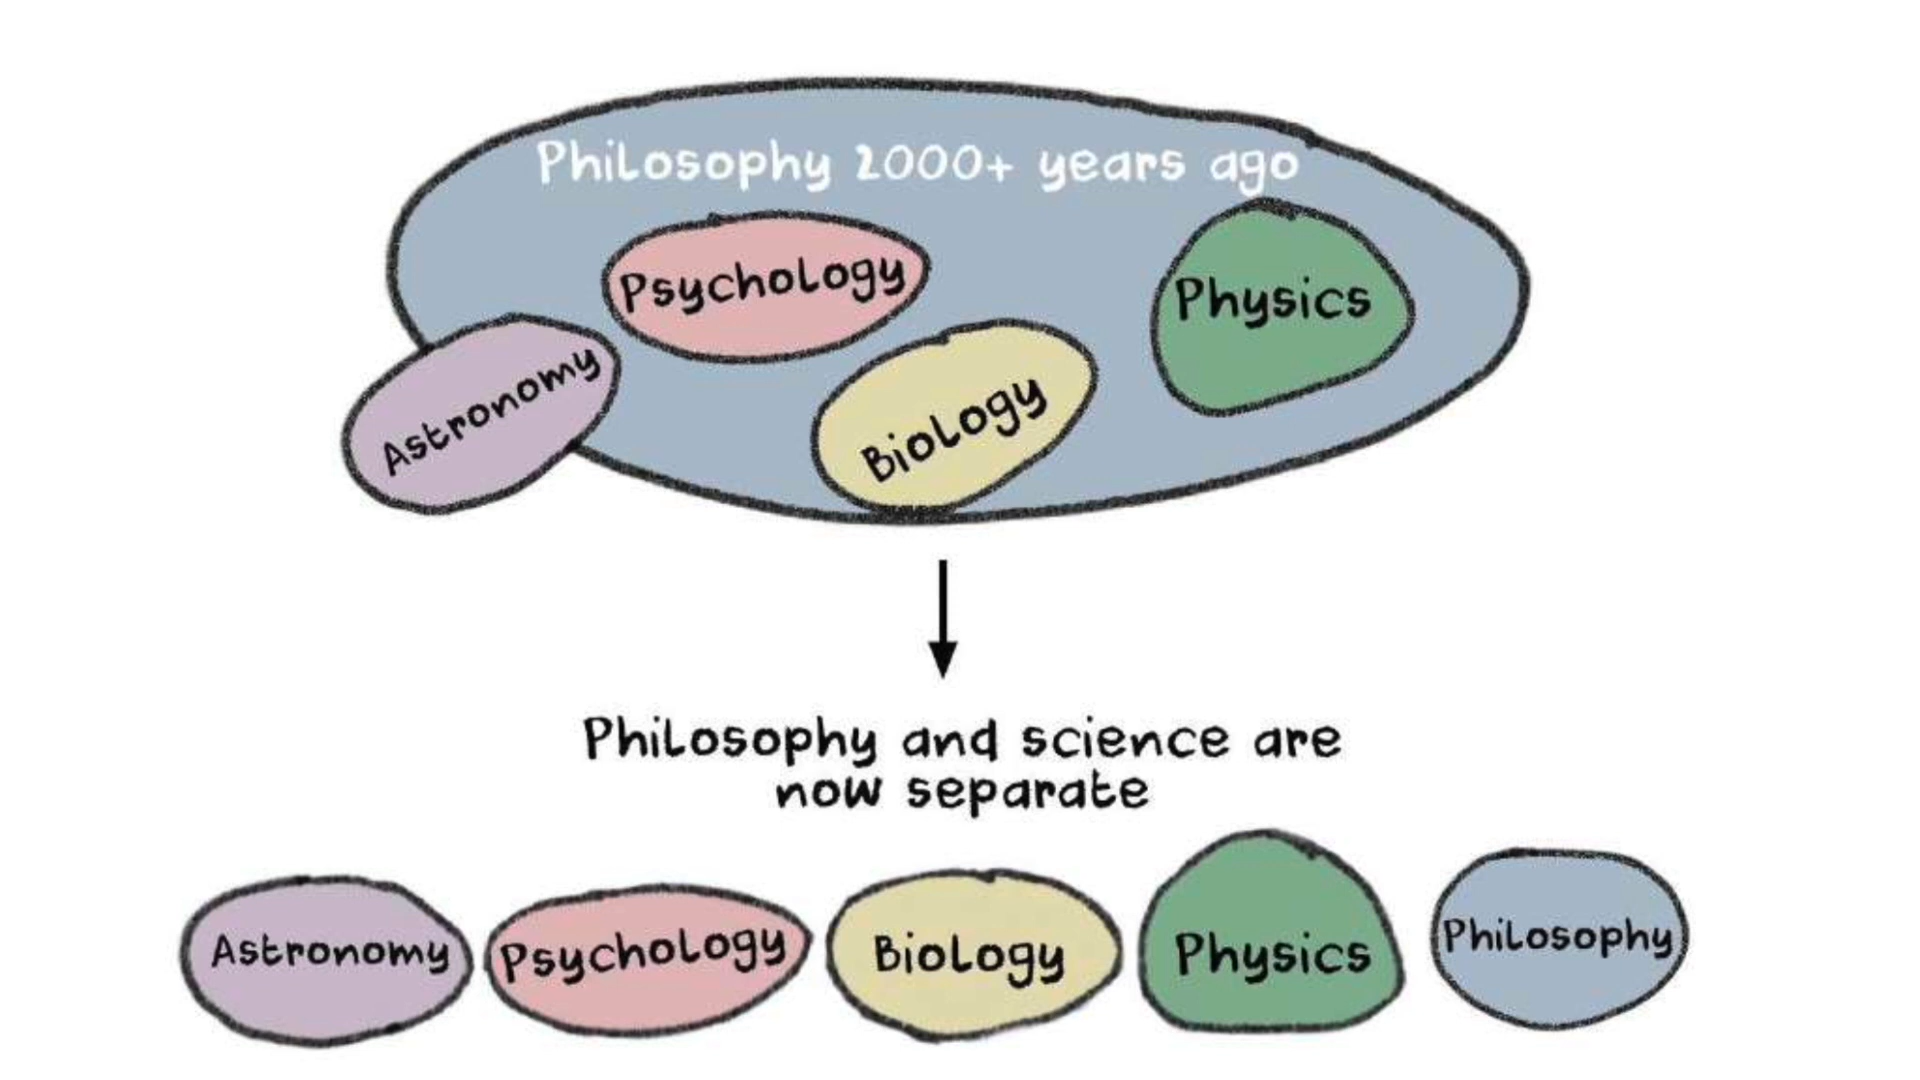 Philosophy 2000+ years ago
Psychology
Physics
Astronomy
Biology
Philosophy and science are
now separate
Astronomy
Psychology
Biology
Physics
Philosophy